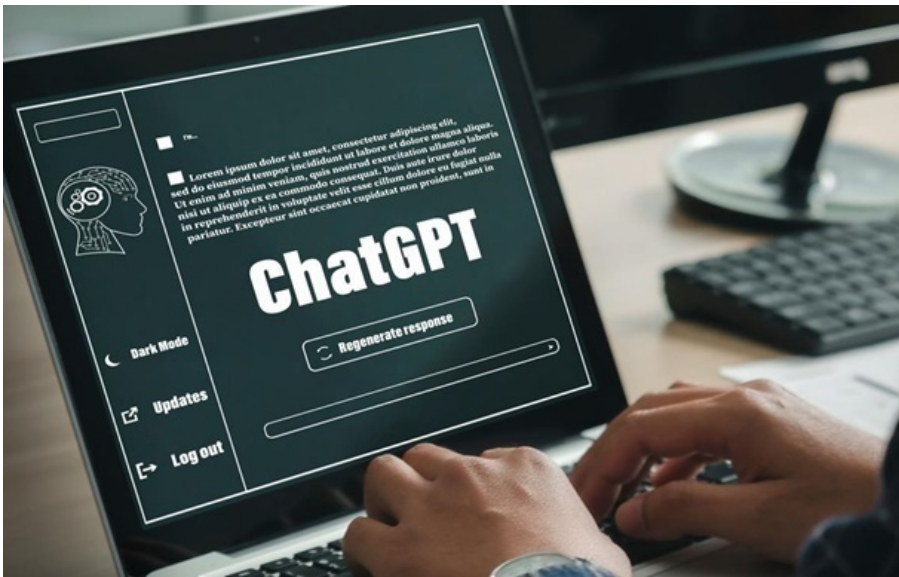 I'm...
Lorem ipsum dolor sit amet, consectetur adipiscing elit,
sed do eiusmod tempor incididunt ut labore et dolore magna aliqua.
Ut enim ad minim veniam, quis nostrud exercitation ullamco laboris
nisi ut aliquip ex ea commodo consequat. Duis aute irure dolor
in reprehenderit in voluptate velit esse cillum dolore eu fugiat nulla
pariatur. Excepteur sint occaecat cupidatat non proident, sunt in
ChatGPT
Regenerate response
Dark Mode
Updates
Log out